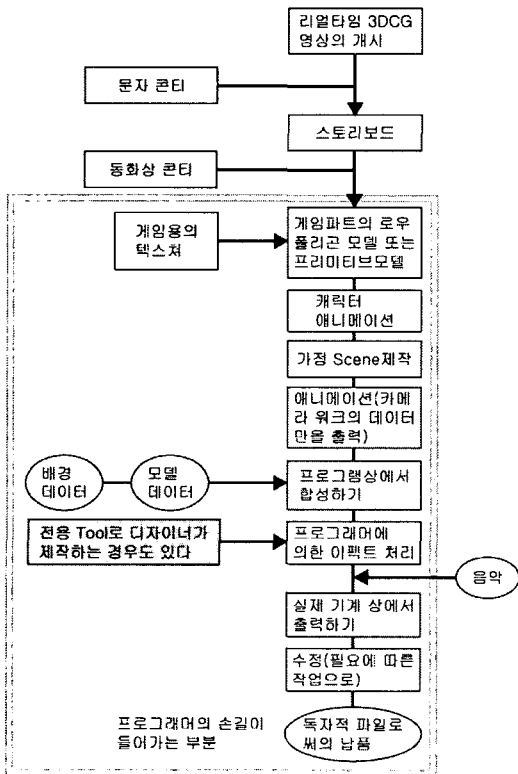 리얼타임 3DCG
영상의 개시
문자 콘티
스토리보드
동화상 콘티
게임용의
텍스쳐
게임파트의 로우
폴리곤 모델 또는
프리미티브모델
캐릭터
애니메이션
가정 Scene제작
애니메이션(카메
라 워크의 데이터
만을 출력)
배경
데이터
모델
데이터
프로그램상에서
합성하기
전용 Tool로 디자이너가
제작하는 경우도 있다
프로그래머에
의한 이펙트 처리
음악
실제 기계 상에서
출력하기
수정(필요에 따른
작업으로)
프로그래머의 손길이
들어가는 부분
독자적 파일로
써의 납품